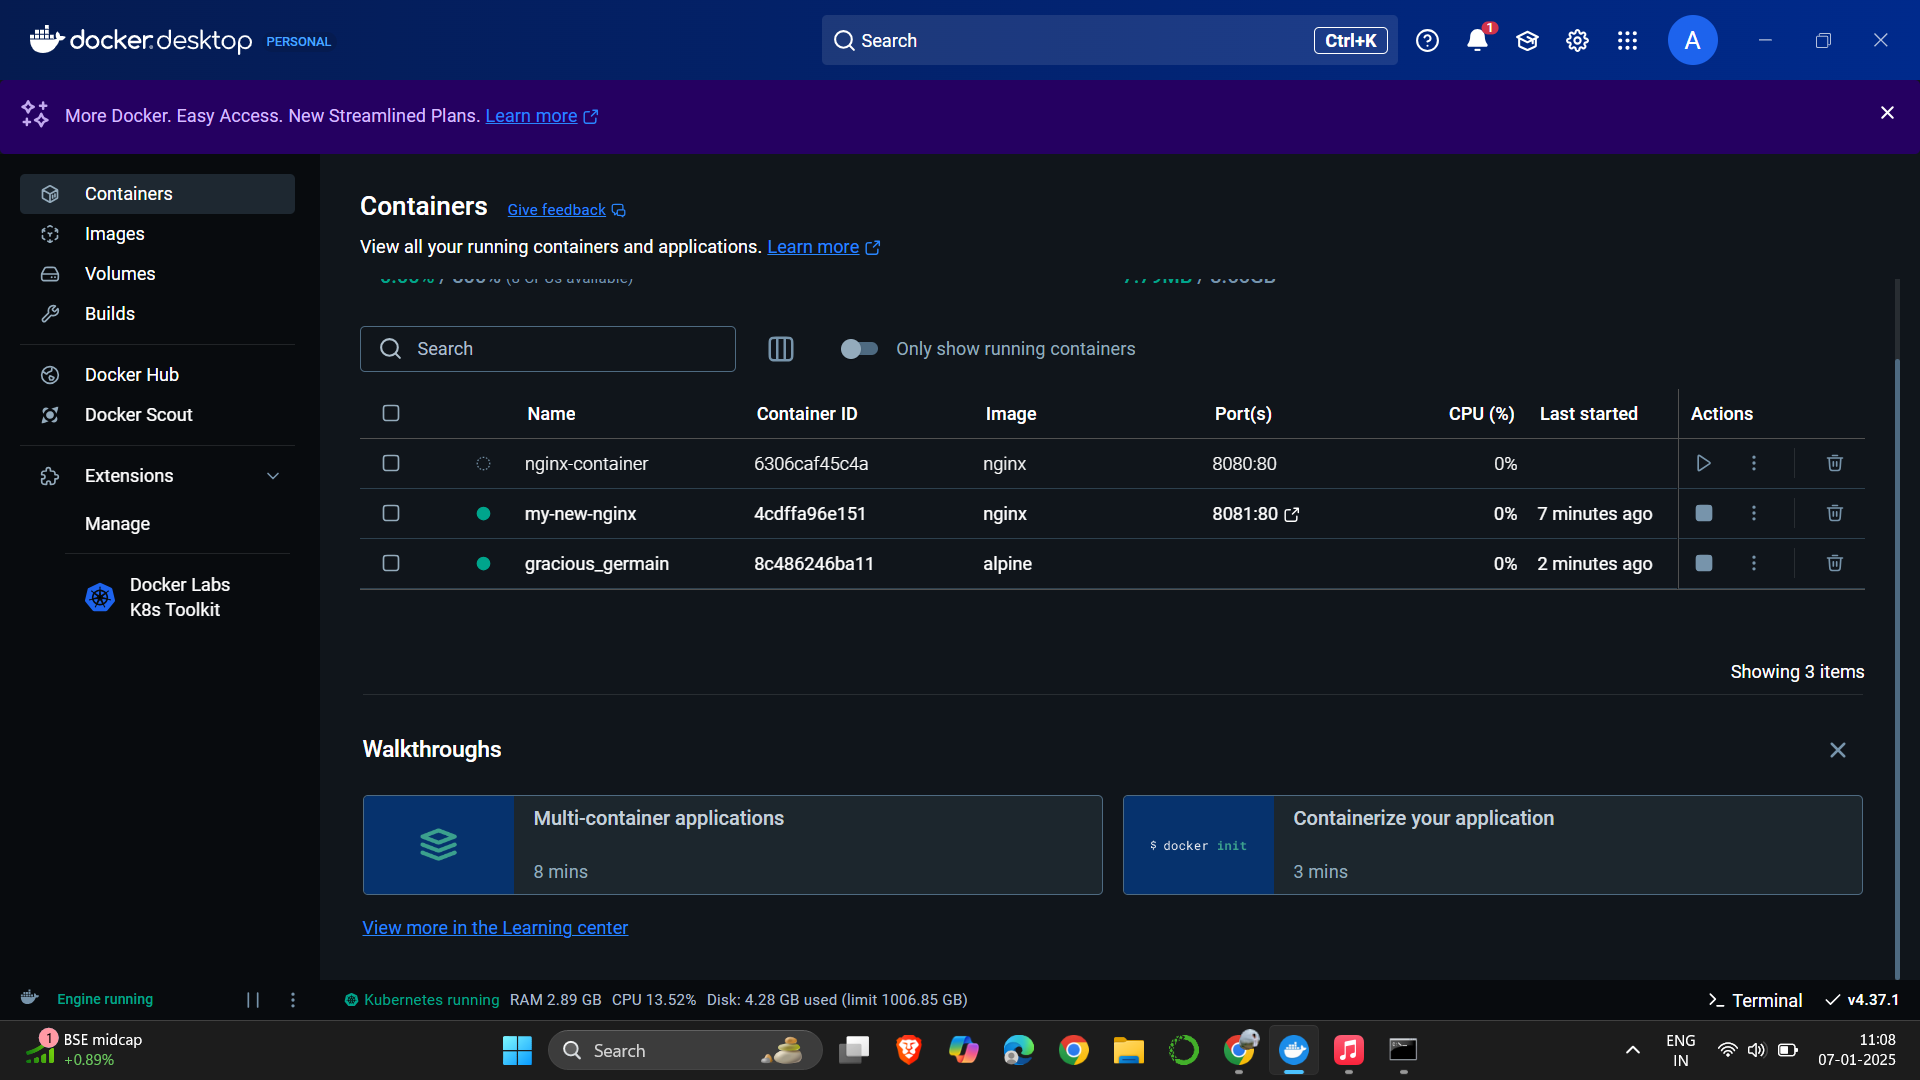 docker.desktop PERSONAL
Search Ctrl+K
1
A
More Docker. Easy Access. New Streamlined Plans. Learn more
Containers
Images
Volumes
Builds
Docker Hub
Docker Scout
Extensions
Manage
Docker Labs
K8s Toolkit
Containers Give feedback
View all your running containers and applications. Learn more
Search
Only show running containers
Name Container ID Image Port(s) CPU (%) Last started Actions
nginx-container 6306caf45c4a nginx 8080:80 0%
my-new-nginx 4cdffa96e151 nginx 8081:80 0% 7 minutes ago
gracious_germain 8c486246ba11 alpine 0% 2 minutes ago
Showing 3 items
Walkthroughs
Multi-container applications
8 mins
$ docker init
Containerize your application
3 mins
View more in the Learning center
Engine running
Kubernetes running RAM 2.89 GB CPU 13.52% Disk: 4.28 GB used (limit 1006.85 GB)
>_ Terminal
v4.37.1
1
BSE midcap
+0.89%
Search
ENG
IN
11:08
07-01-2025